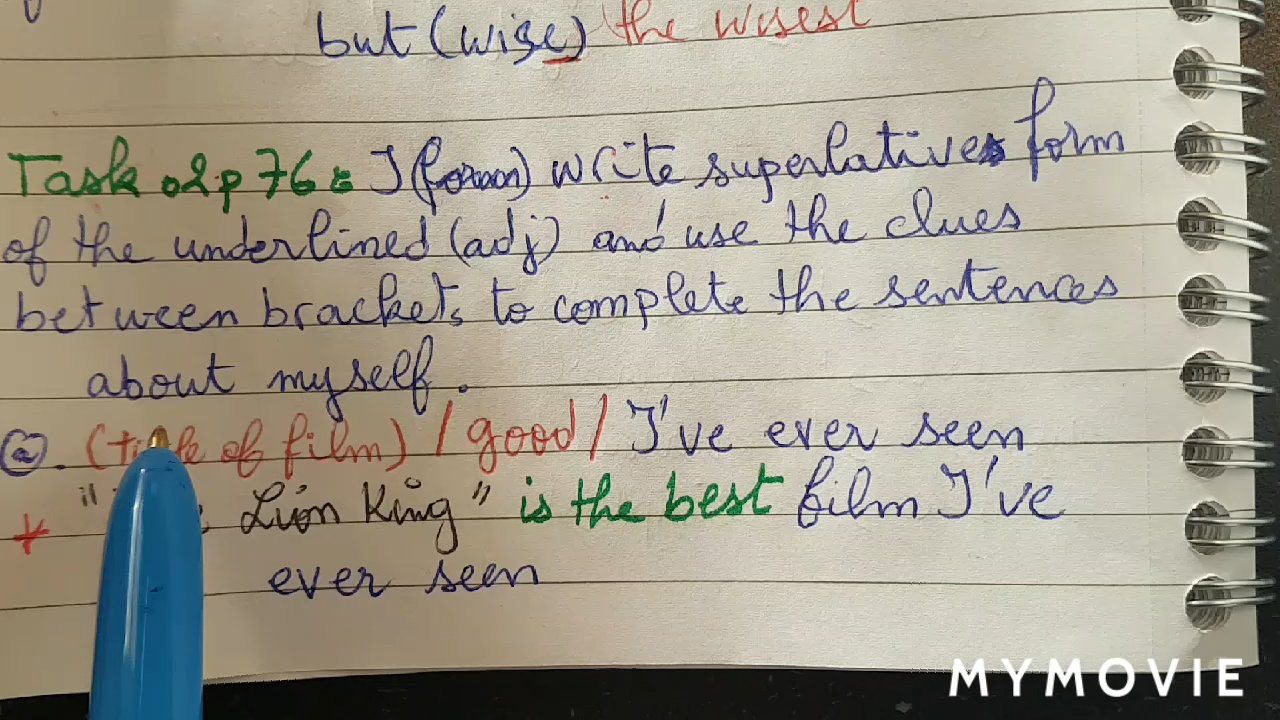 but (wise) the wisest
Task 02 p 76: I write superlative form
of the underlined (adj) and use the clues
between brackets to complete the sentences
about myself.
a. of film) / good / I've ever seen
" Lion King" is the best film I've
ever seen
MYMOVIE